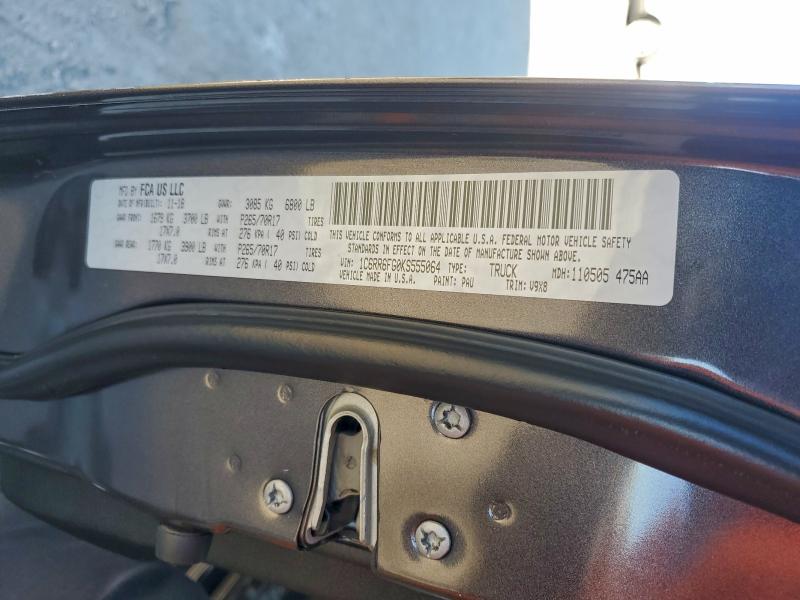 MFD BY FCA US LLC
DATE OF MFR(BUILT): 11-18 GVWR: 3085 KG 6800 LB
GAWR FRONT: 1679 KG 3700 LB WITH P265/70R17 TIRES
17X7.0 RIMS AT 276 KPA ( 40 PSI) COLD
GAWR REAR: 1770 KG 3900 LB WITH P265/70R17 TIRES
17X7.0 RIMS AT 276 KPA ( 40 PSI) COLD
THIS VEHICLE CONFORMS TO ALL APPLICABLE U.S.A. FEDERAL MOTOR VEHICLE SAFETY
STANDARDS IN EFFECT ON THE DATE OF MANUFACTURE SHOWN ABOVE.
VIN: 1C6RR6FG0KS555064 TYPE: TRUCK MDH: 110505 475AA
VEHICLE MADE IN U.S.A. PAINT: PAU TRIM: V9X8